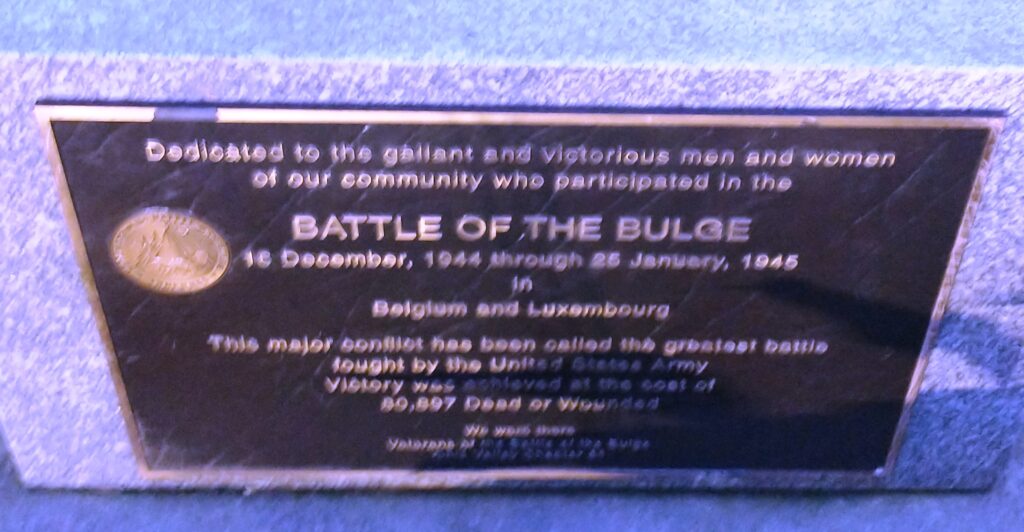 Dedicated to the gallant and victorious men and women
of our community who participated in the
BATTLE OF THE BULGE
16 December, 1944 through 25 January, 1945
in
Belgium and Luxembourg
This major conflict has been called the greatest battle
fought by the United States Army
Victory was achieved at the cost of
80,897 Dead or Wounded
We were there
Veterans of the Battle of the Bulge
Valley Chapter